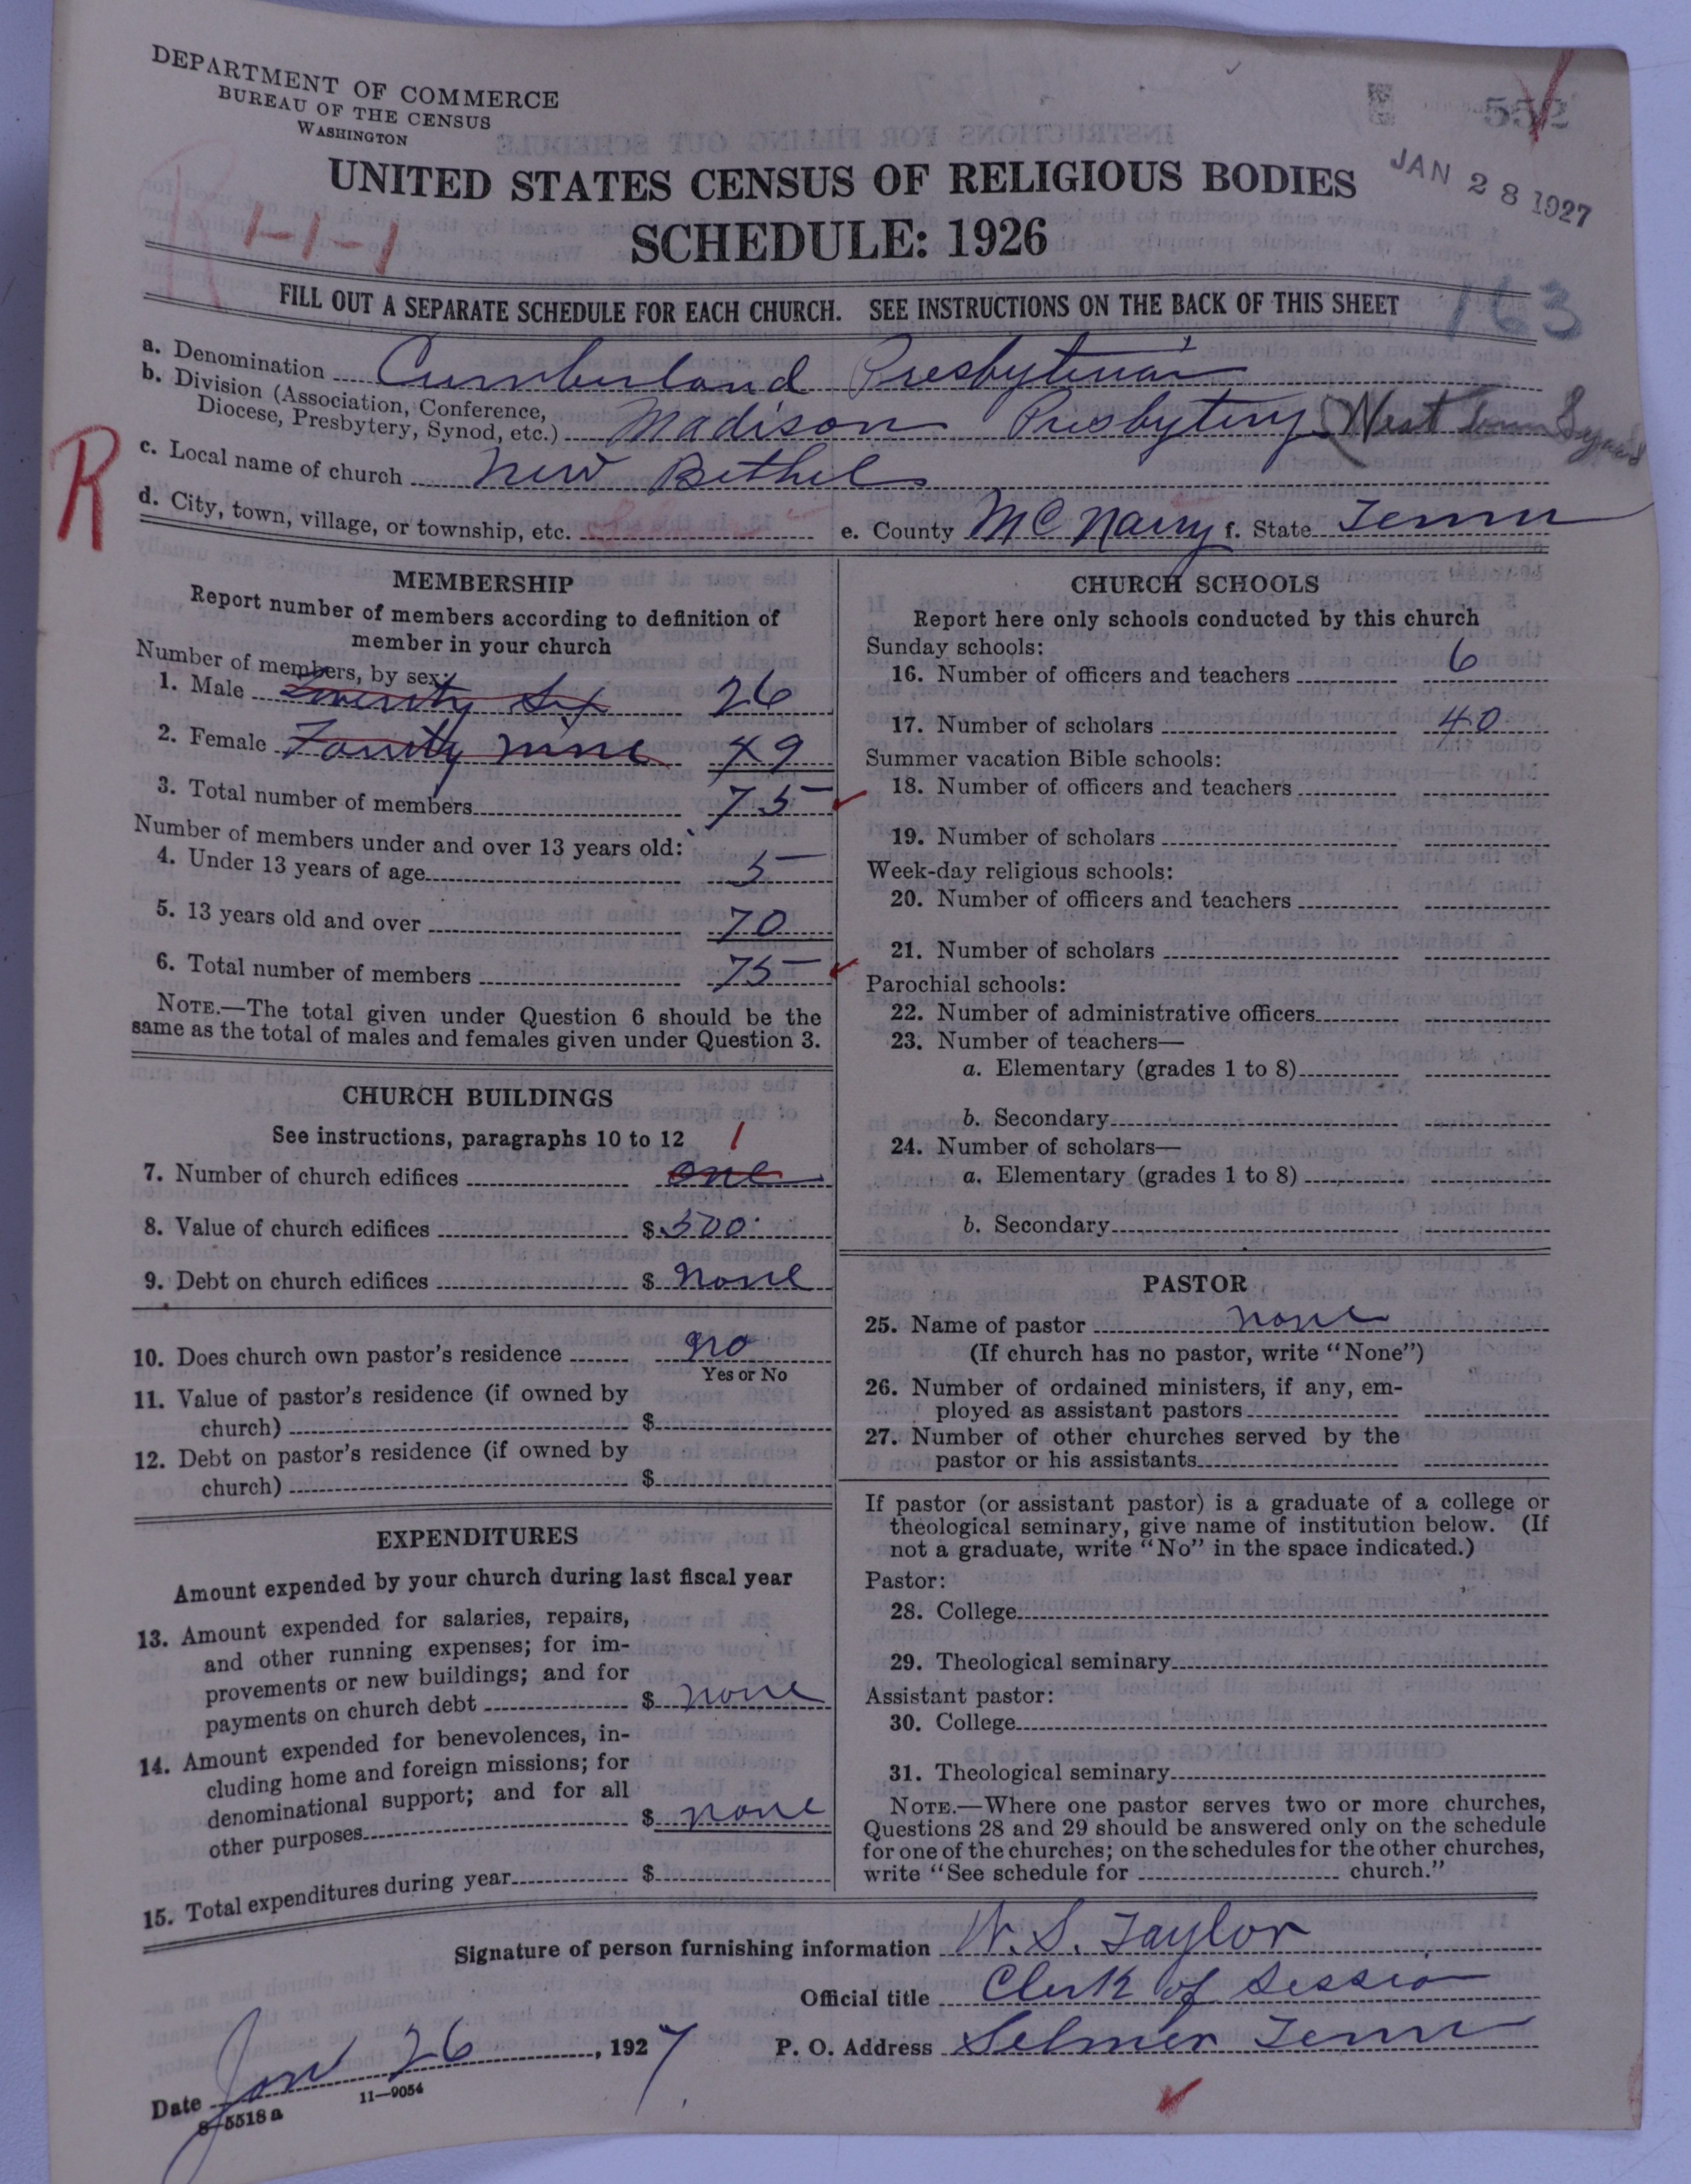 DEPARTMENT OF COMMERCE
BUREAU OF THE CENSUS
WASHINGTON
552
JAN 28 1927
UNITED STATES CENSUS OF RELIGIOUS BODIES
1-1-1
SCHEDULE: 1926
FILL OUT A SEPARATE SCHEDULE FOR EACH CHURCH. SEE INSTRUCTIONS ON THE BACK OF THIS SHEET
163
a. Denomination Cumberland Presbyterian
b. Division (Association, Conference, Diocese, Presbytery, Synod, etc.) Madison Presbytery (West Tenn Synod
R
c. Local name of church New Bethel
d. City, town, village, or township, etc. e. County McNairy f. State Tenn
MEMBERSHIP
Report number of members according to definition of
member in your church
Number of members, by sex:
1. Male Twenty Six 26
2. Female Fourty nine 49
3. Total number of members 75
Number of members under and over 13 years old:
4. Under 13 years of age 5
5. 13 years old and over 70
6. Total number of members 75
NOTE.—The total given under Question 6 should be the
same as the total of males and females given under Question 3.
CHURCH BUILDINGS
See instructions, paragraphs 10 to 12
1
7. Number of church edifices one
8. Value of church edifices $ 500
9. Debt on church edifices $ none
10. Does church own pastor's residence no
Yes or No
11. Value of pastor's residence (if owned by
church) $
12. Debt on pastor's residence (if owned by
church) $
EXPENDITURES
Amount expended by your church during last fiscal year
13. Amount expended for salaries, repairs,
and other running expenses; for im-
provements or new buildings; and for
payments on church debt $ none
14. Amount expended for benevolences, in-
cluding home and foreign missions; for
denominational support; and for all
other purposes $ none
15. Total expenditures during year $
CHURCH SCHOOLS
Report here only schools conducted by this church
Sunday schools:
16. Number of officers and teachers 6
17. Number of scholars 40
Summer vacation Bible schools:
18. Number of officers and teachers
19. Number of scholars
Week-day religious schools:
20. Number of officers and teachers
21. Number of scholars
Parochial schools:
22. Number of administrative officers
23. Number of teachers—
a. Elementary (grades 1 to 8)
b. Secondary
24. Number of scholars—
a. Elementary (grades 1 to 8)
b. Secondary
PASTOR
25. Name of pastor none
(If church has no pastor, write "None")
26. Number of ordained ministers, if any, em-
ployed as assistant pastors
27. Number of other churches served by the
pastor or his assistants
If pastor (or assistant pastor) is a graduate of a college or
theological seminary, give name of institution below. (If
not a graduate, write "No" in the space indicated.)
Pastor:
28. College
29. Theological seminary
Assistant pastor:
30. College
31. Theological seminary
NOTE.—Where one pastor serves two or more churches,
Questions 28 and 29 should be answered only on the schedule
for one of the churches; on the schedules for the other churches,
write "See schedule for church."
Signature of person furnishing information W. S. Taylor
Official title Clerk of Sessio
P. O. Address Selmer Tenn
Date Jan 26, 1927
8-5518a 11—9054